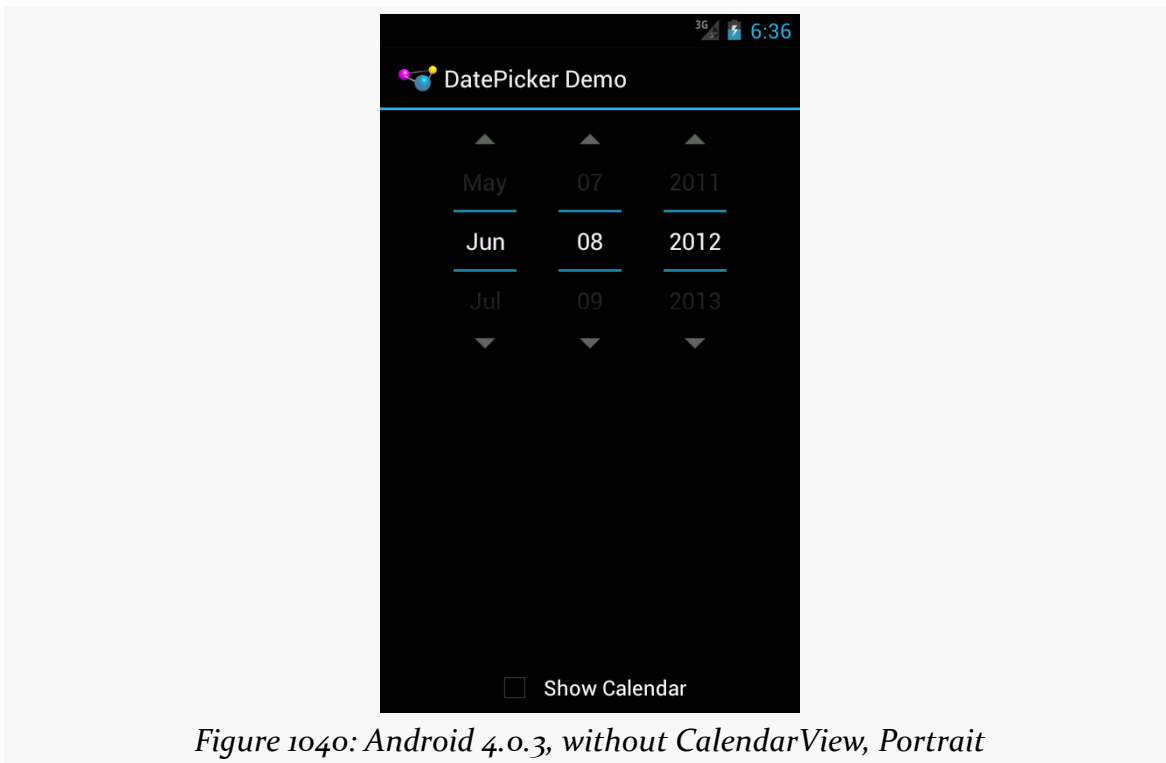 3G 6:36
DatePicker Demo
May 07 2011
Jun 08 2012
Jul 09 2013
Show Calendar
Figure 1040: Android 4.0.3, without CalendarView, Portrait